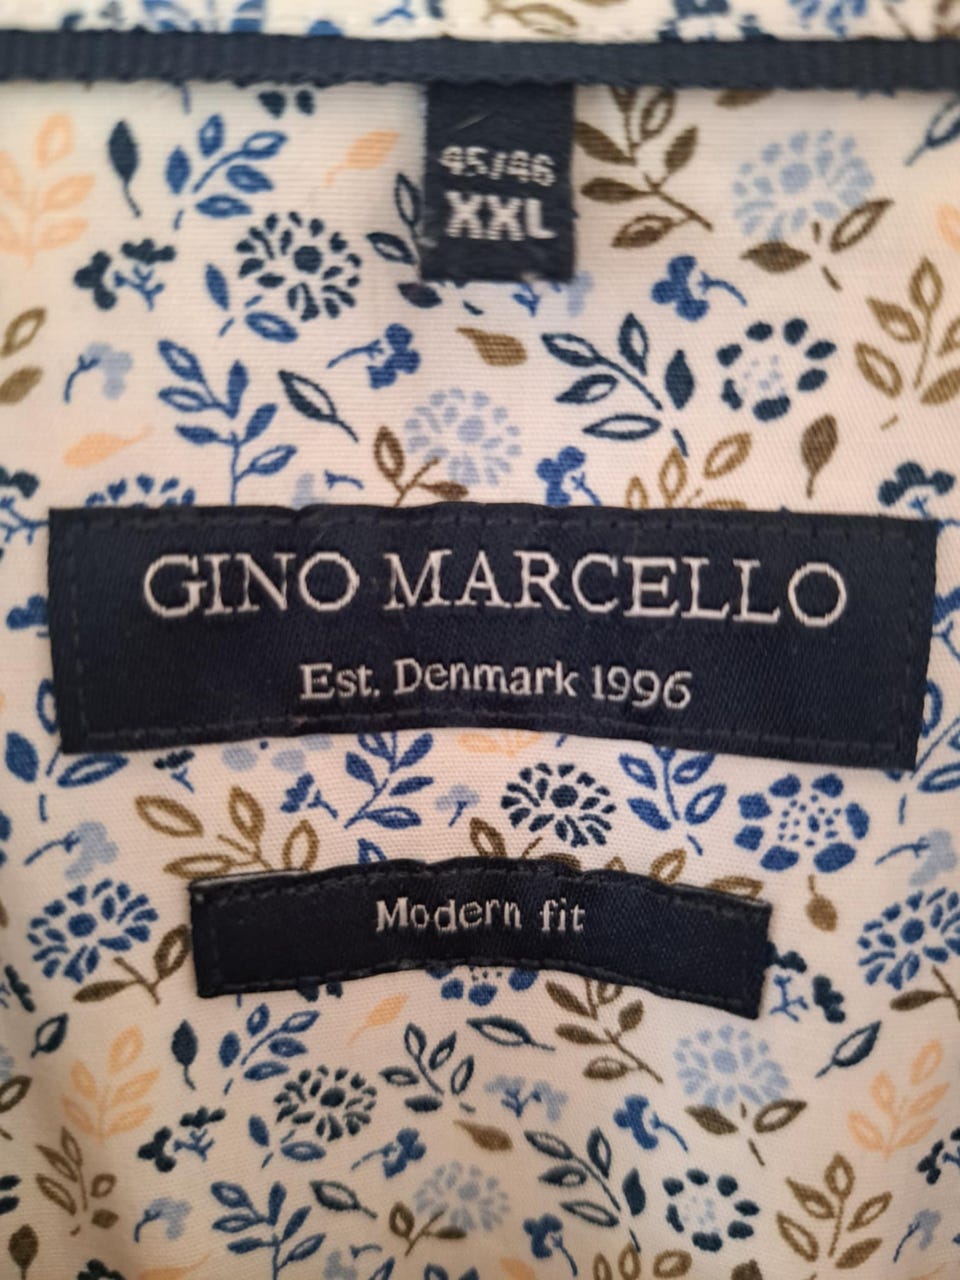 45/46
XXL
GINO MARCELLO
Est. Denmark 1996
Modern fit